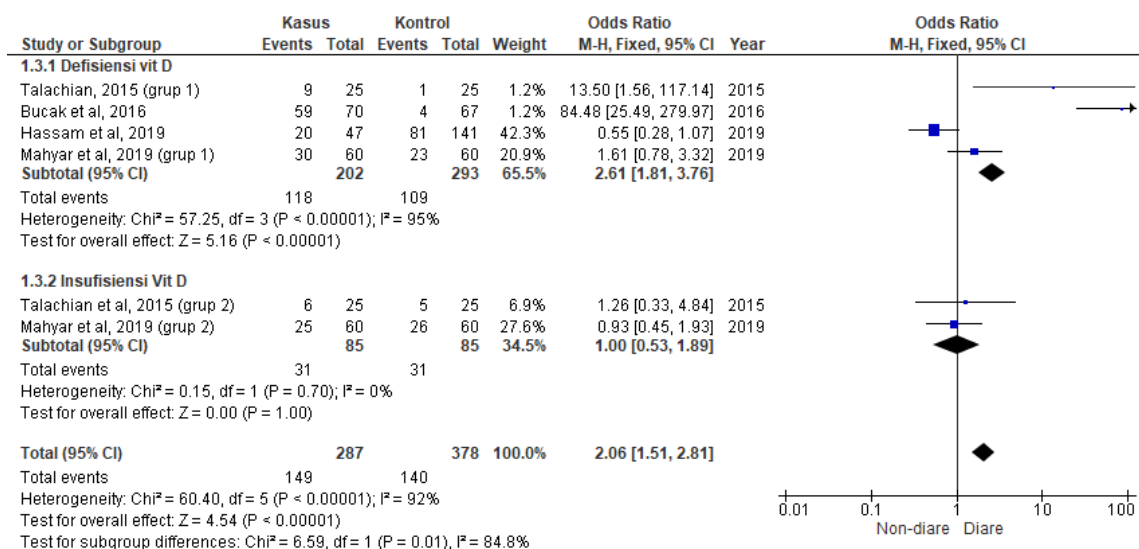 Kasus Kontrol Odds Ratio Odds Ratio
Study or Subgroup Events Total Events Total Weight M-H, Fixed, 95% CI Year M-H, Fixed, 95% CI
1.3.1 Defisiensi vit D
Talachian, 2015 (grup 1) 9 25 1 25 1.2% 13.50 [1.56, 117.14] 2015
Bucak et al, 2016 59 70 4 67 1.2% 84.48 [25.49, 279.97] 2016
Hassam et al, 2019 20 47 81 141 42.3% 0.55 [0.28, 1.07] 2019
Mahyar et al, 2019 (grup 1) 30 60 23 60 20.9% 1.61 [0.78, 3.32] 2019
Subtotal (95% CI) 202 293 65.5% 2.61 [1.81, 3.76]
Total events 118 109
Heterogeneity: Chi² = 57.25, df = 3 (P < 0.00001); I² = 95%
Test for overall effect: Z = 5.16 (P < 0.00001)
1.3.2 Insufisiensi Vit D
Talachian et al, 2015 (grup 2) 6 25 5 25 6.9% 1.26 [0.33, 4.84] 2015
Mahyar et al, 2019 (grup 2) 25 60 26 60 27.6% 0.93 [0.45, 1.93] 2019
Subtotal (95% CI) 85 85 34.5% 1.00 [0.53, 1.89]
Total events 31 31
Heterogeneity: Chi² = 0.15, df = 1 (P = 0.70); I² = 0%
Test for overall effect: Z = 0.00 (P = 1.00)
Total (95% CI) 287 378 100.0% 2.06 [1.51, 2.81]
Total events 149 140
Heterogeneity: Chi² = 60.40, df = 5 (P < 0.00001); I² = 92%
Test for overall effect: Z = 4.54 (P < 0.00001)
Test for subgroup differences: Chi² = 6.59, df = 1 (P = 0.01), I² = 84.8%
0.01 0.1 1 10 100
Non-diare Diare